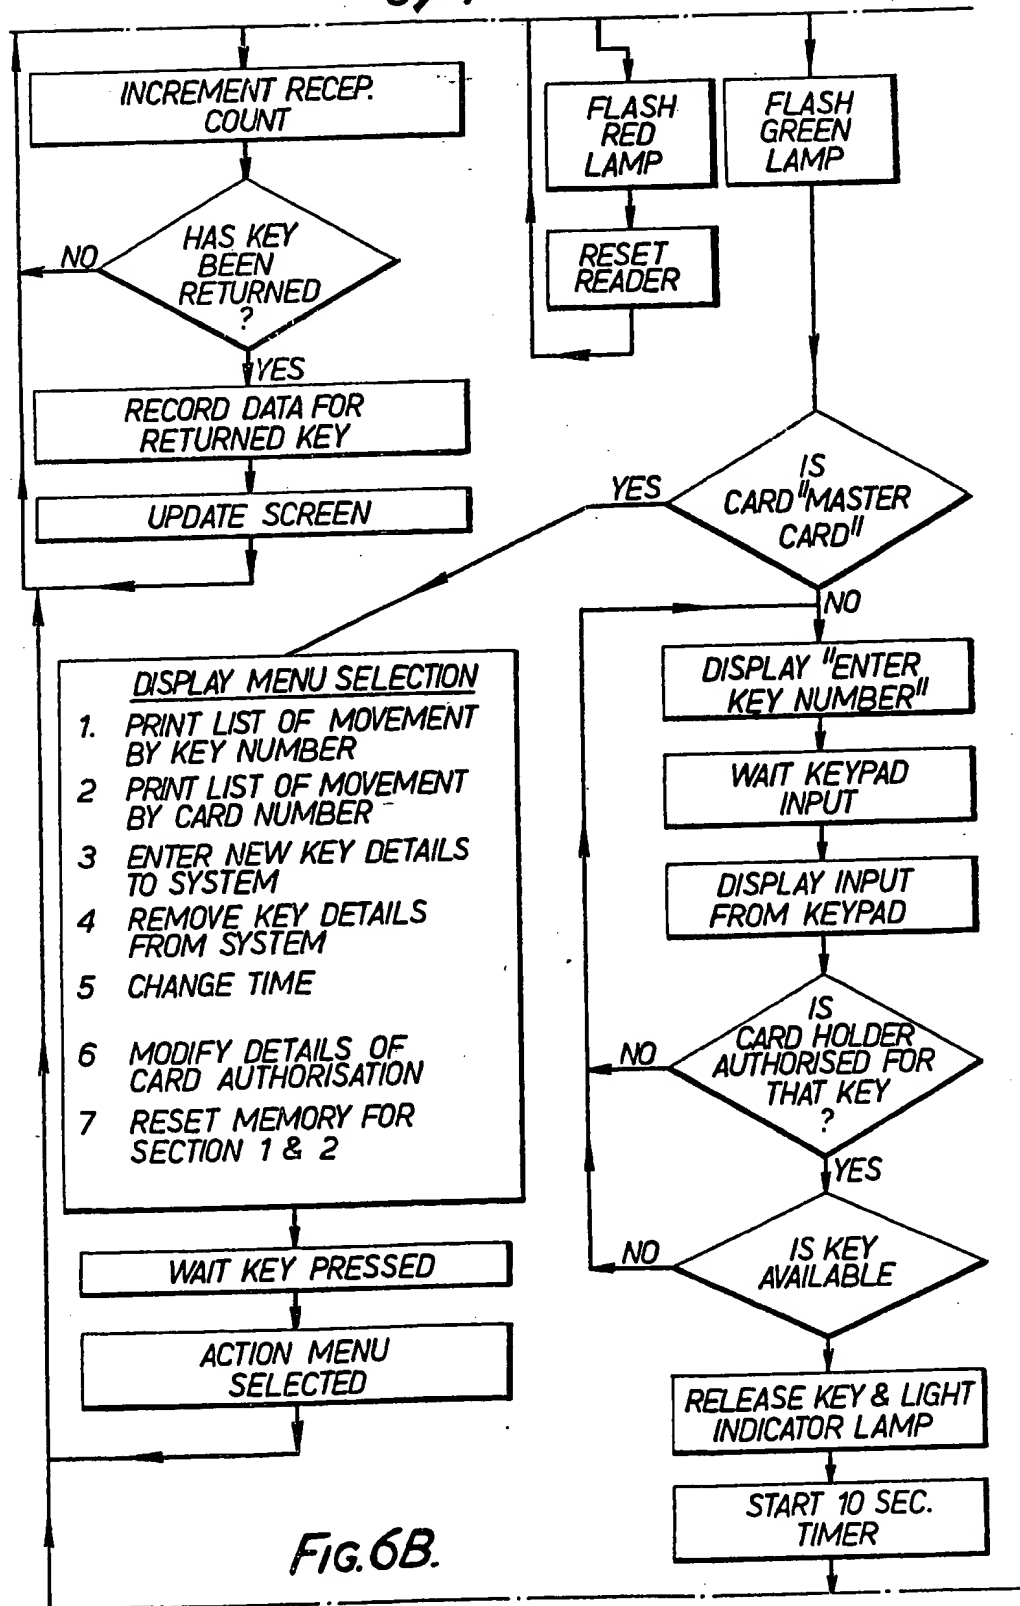 INCREMENT RECEP.
COUNT
HAS KEY
BEEN
RETURNED
?
NO
YES
RECORD DATA FOR
RETURNED KEY
UPDATE SCREEN
FLASH
RED
LAMP
RESET
READER
FLASH
GREEN
LAMP
IS
CARD "MASTER
CARD"
YES
NO
DISPLAY MENU SELECTION
1. PRINT LIST OF MOVEMENT
BY KEY NUMBER
2 PRINT LIST OF MOVEMENT
BY CARD NUMBER
3 ENTER NEW KEY DETAILS
TO SYSTEM
4 REMOVE KEY DETAILS
FROM SYSTEM
5 CHANGE TIME
6 MODIFY DETAILS OF
CARD AUTHORISATION
7 RESET MEMORY FOR
SECTION 1 & 2
WAIT KEY PRESSED
ACTION MENU
SELECTED
DISPLAY "ENTER
KEY NUMBER"
WAIT KEYPAD
INPUT
DISPLAY INPUT
FROM KEYPAD
IS
CARD HOLDER
AUTHORISED FOR
THAT KEY
?
NO
YES
IS KEY
AVAILABLE
NO
RELEASE KEY & LIGHT
INDICATOR LAMP
START 10 SEC.
TIMER
FIG. 6B.